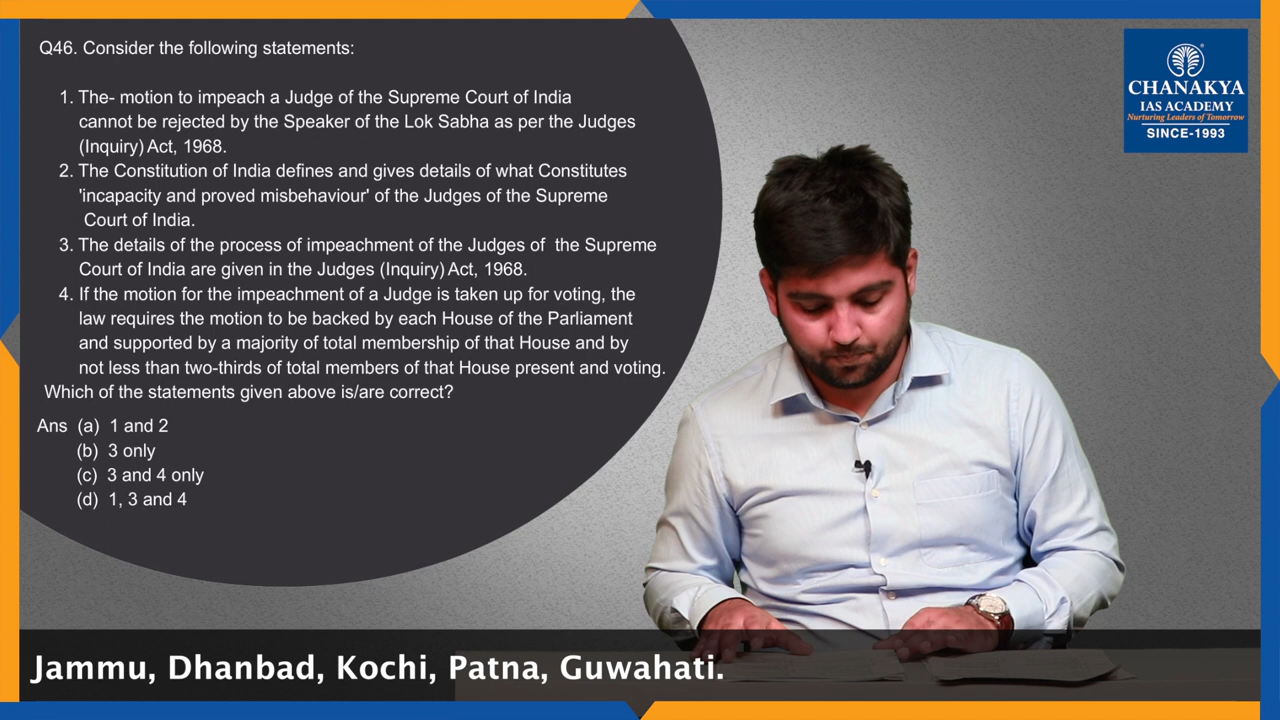 Q46. Consider the following statements:
1. The- motion to impeach a Judge of the Supreme Court of India
cannot be rejected by the Speaker of the Lok Sabha as per the Judges
(Inquiry) Act, 1968.
2. The Constitution of India defines and gives details of what Constitutes
'incapacity and proved misbehaviour' of the Judges of the Supreme
Court of India.
3. The details of the process of impeachment of the Judges of the Supreme
Court of India are given in the Judges (Inquiry) Act, 1968.
4. If the motion for the impeachment of a Judge is taken up for voting, the
law requires the motion to be backed by each House of the Parliament
and supported by a majority of total membership of that House and by
not less than two-thirds of total members of that House present and voting.
Which of the statements given above is/are correct?
Ans (a) 1 and 2
(b) 3 only
(c) 3 and 4 only
(d) 1, 3 and 4
CHANAKYA
IAS ACADEMY
Nurturing Leaders of Tomorrow
SINCE-1993
Jammu, Dhanbad, Kochi, Patna, Guwahati.